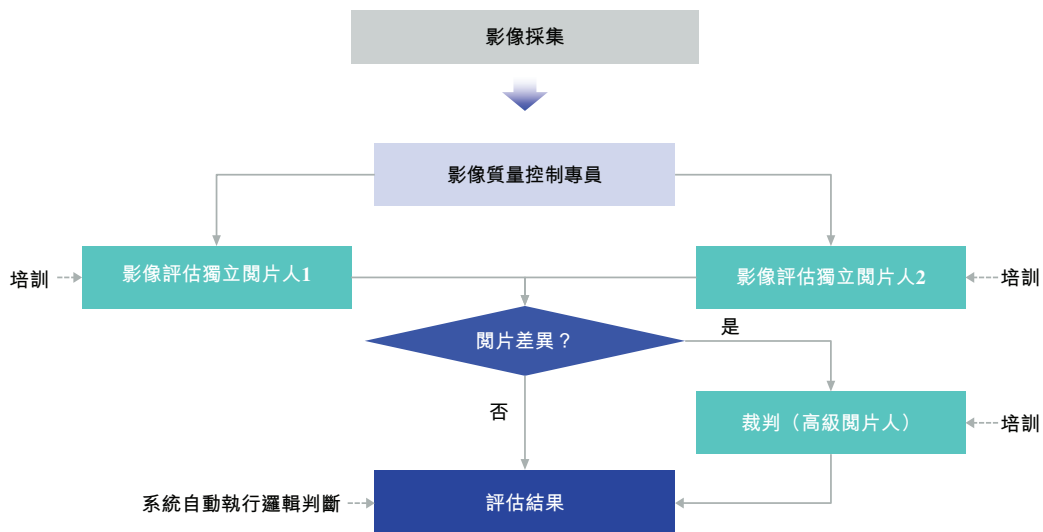 影像採集
影像質量控制專員
培訓
影像評估獨立閱片人1
影像評估獨立閱片人2
培訓
閱片差異？
是
否
裁判（高級閱片人）
培訓
系統自動執行邏輯判斷
評估結果